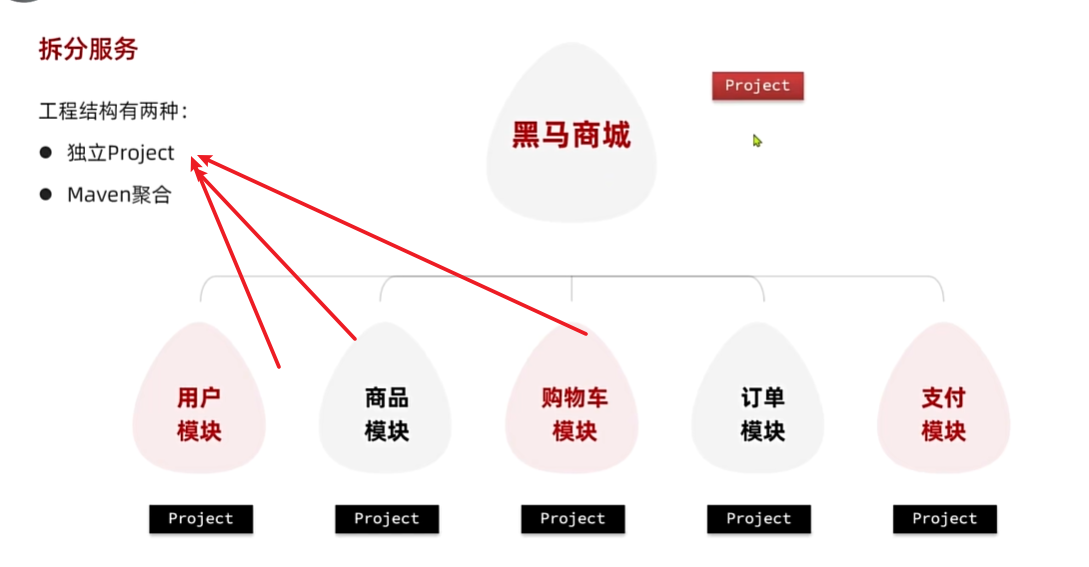 拆分服务
工程结构有两种：
● 独立Project
● Maven聚合
黑马商城
Project
用户
模块
商品
模块
购物车
模块
订单
模块
支付
模块
Project
Project
Project
Project
Project